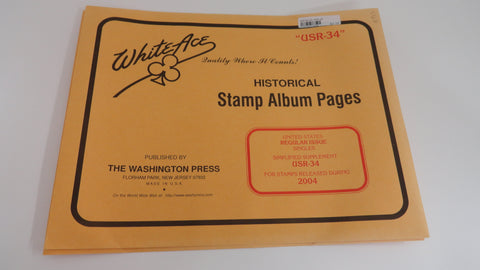 "USR-34"
White Ace
Quality Where It Counts!
HISTORICAL
Stamp Album Pages
UNITED STATES
REGULAR ISSUE
SINGLES
SIMPLIFIED SUPPLEMENT
USR-34
FOR STAMPS RELEASED DURING
2004
PUBLISHED BY
THE WASHINGTON PRESS
FLORHAM PARK, NEW JERSEY 07932
MADE IN U.S.A.